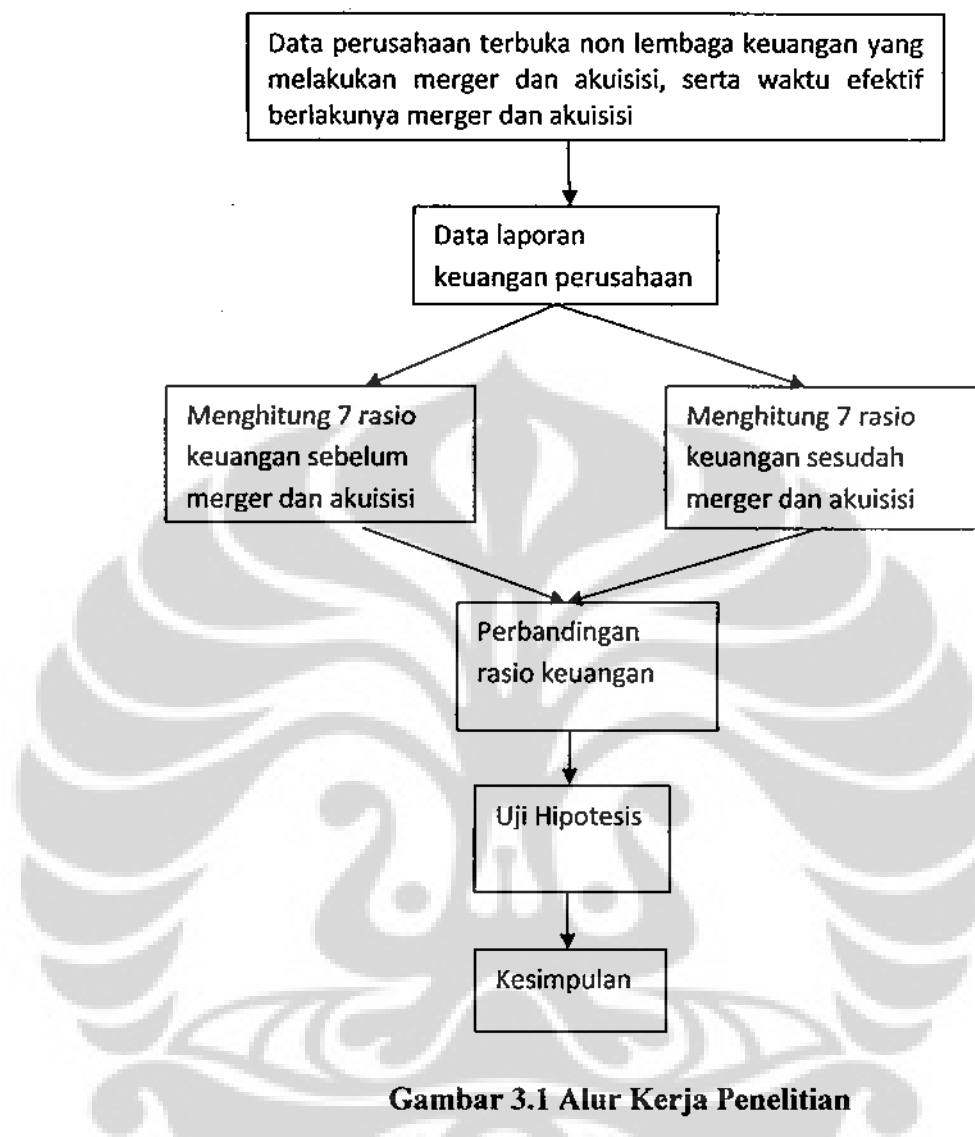 Data perusahaan terbuka non lembaga keuangan yang
melakukan merger dan akuisisi, serta waktu efektif
berlakunya merger dan akuisisi
Data laporan
keuangan perusahaan
Menghitung 7 rasio
keuangan sebelum
merger dan akuisisi
Menghitung 7 rasio
keuangan sesudah
merger dan akuisisi
Perbandingan
rasio keuangan
Uji Hipotesis
Kesimpulan
Gambar 3.1 Alur Kerja Penelitian